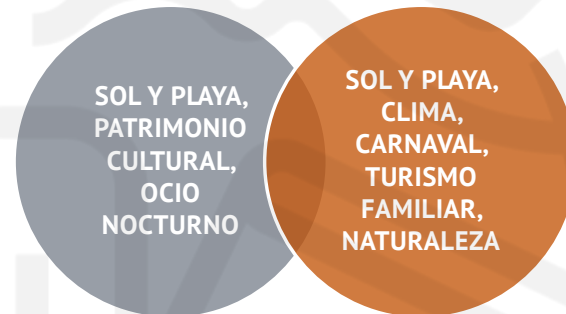 SOL Y PLAYA,
PATRIMONIO
CULTURAL,
OCIO
NOCTURNO
SOL Y PLAYA,
CLIMA,
CARNAVAL,
TURISMO
FAMILIAR,
NATURALEZA